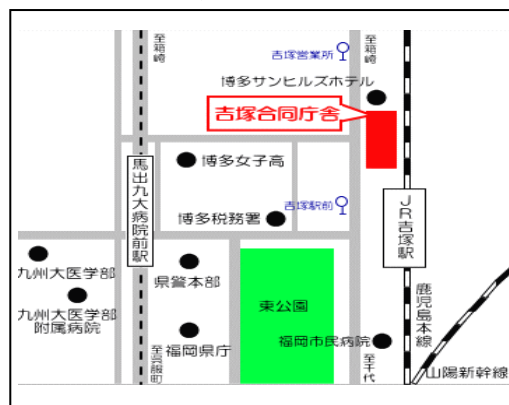 至箱崎
至箱崎
吉塚営業所
博多サンヒルズホテル
吉塚合同庁舎
馬出九大病院前駅
博多女子高
吉塚駅前
JR吉塚駅
博多税務署
九州大医学部
県警本部
東公園
鹿児島本線
九州大医学部
附属病院
福岡県庁
福岡市民病院
至呉服町
至千代
山陽新幹線